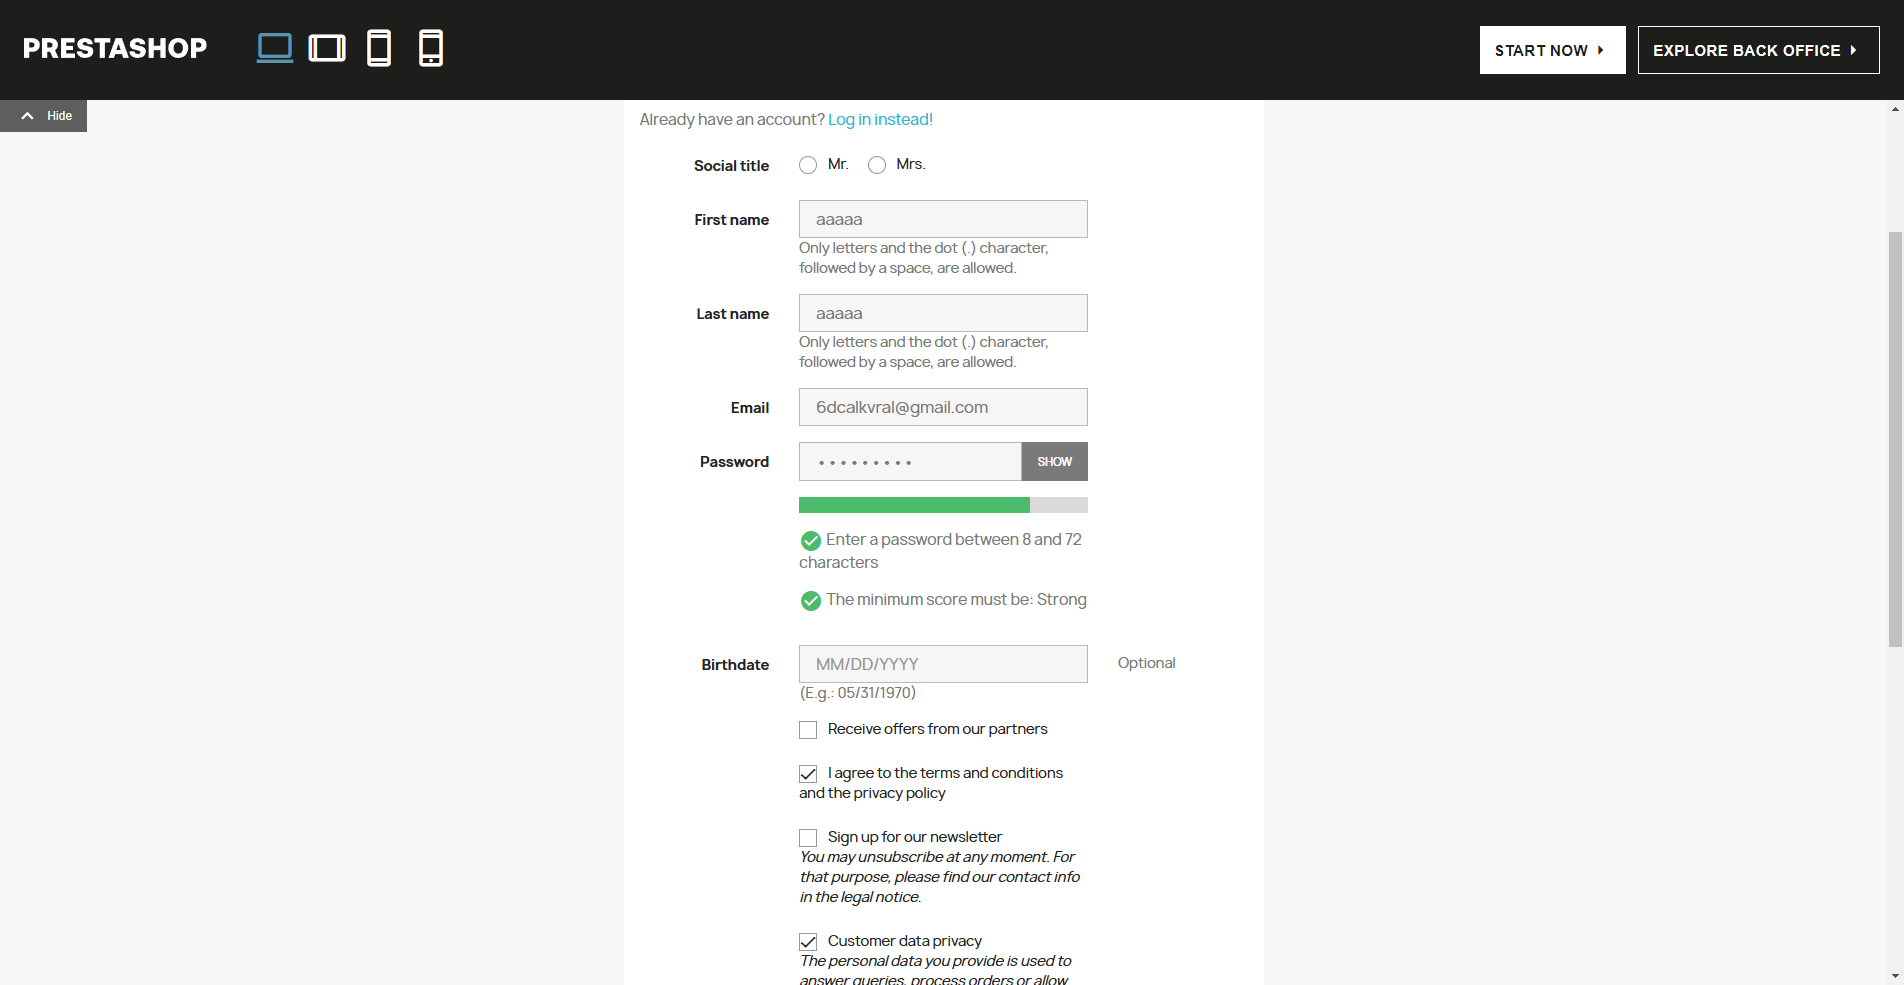 PRESTASHOP
START NOW
EXPLORE BACK OFFICE
Hide
Already have an account? Log in instead!
Social title Mr. Mrs.
First name aaaaa
Only letters and the dot (.) character,
followed by a space, are allowed.
Last name aaaaa
Only letters and the dot (.) character,
followed by a space, are allowed.
Email 6dcalkvral@gmail.com
Password ••••••••• SHOW
Enter a password between 8 and 72
characters
The minimum score must be: Strong
Birthdate MM/DD/YYYY Optional
(E.g.: 05/31/1970)
Receive offers from our partners
I agree to the terms and conditions
and the privacy policy
Sign up for our newsletter
You may unsubscribe at any moment. For
that purpose, please find our contact info
in the legal notice.
Customer data privacy
The personal data you provide is used to
answer queries, process orders or allow